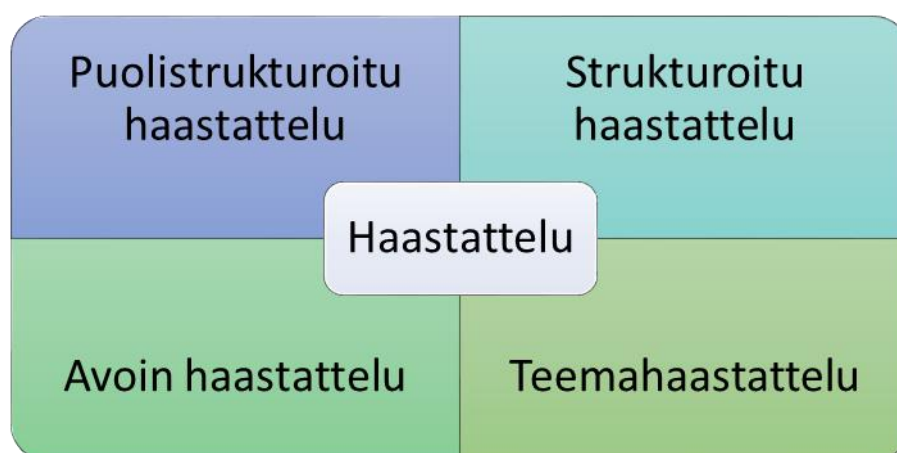 Puolistrukturoitu
haastattelu
Strukturoitu
haastattelu
Haastattelu
Avoin haastattelu
Teemahaastattelu